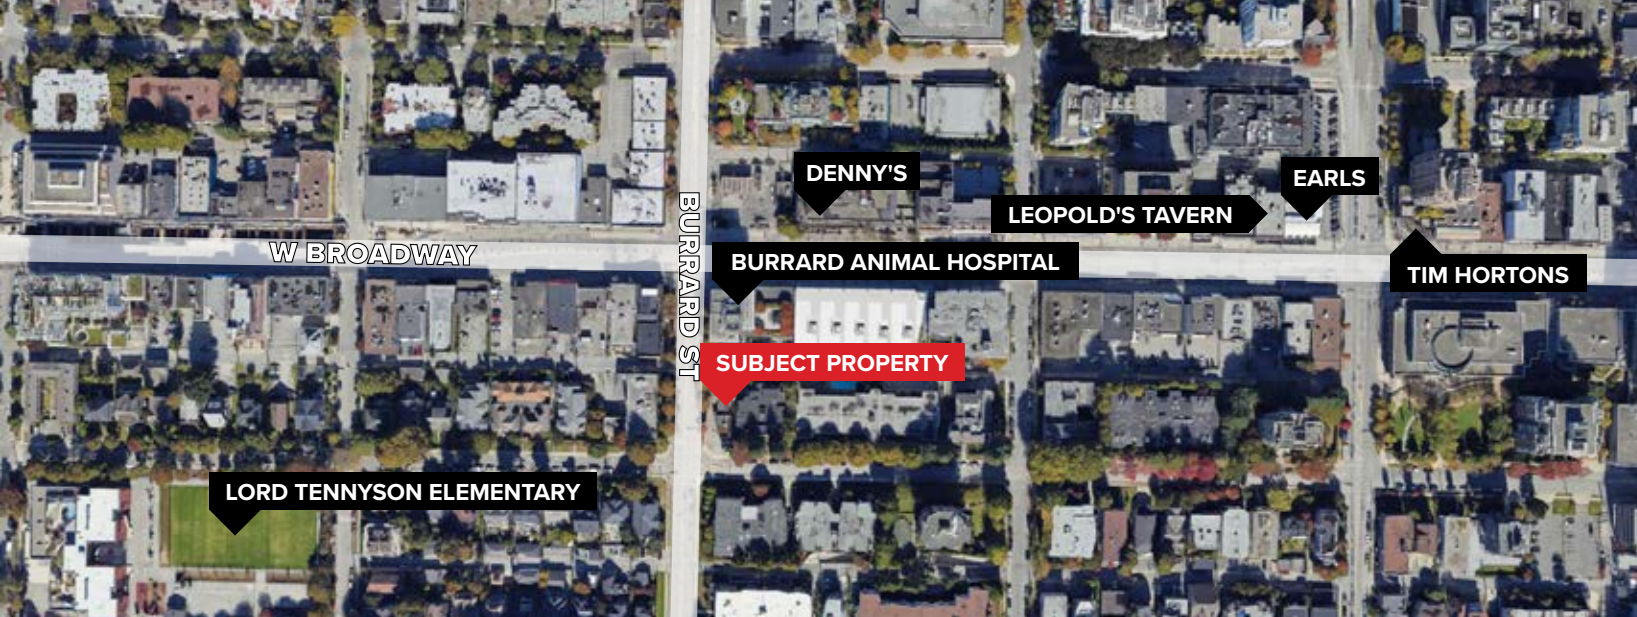 DENNY'S
EARLS
LEOPOLD'S TAVERN
W BROADWAY
BURRARD ST
BURRARD ANIMAL HOSPITAL
TIM HORTONS
SUBJECT PROPERTY
LORD TENNYSON ELEMENTARY